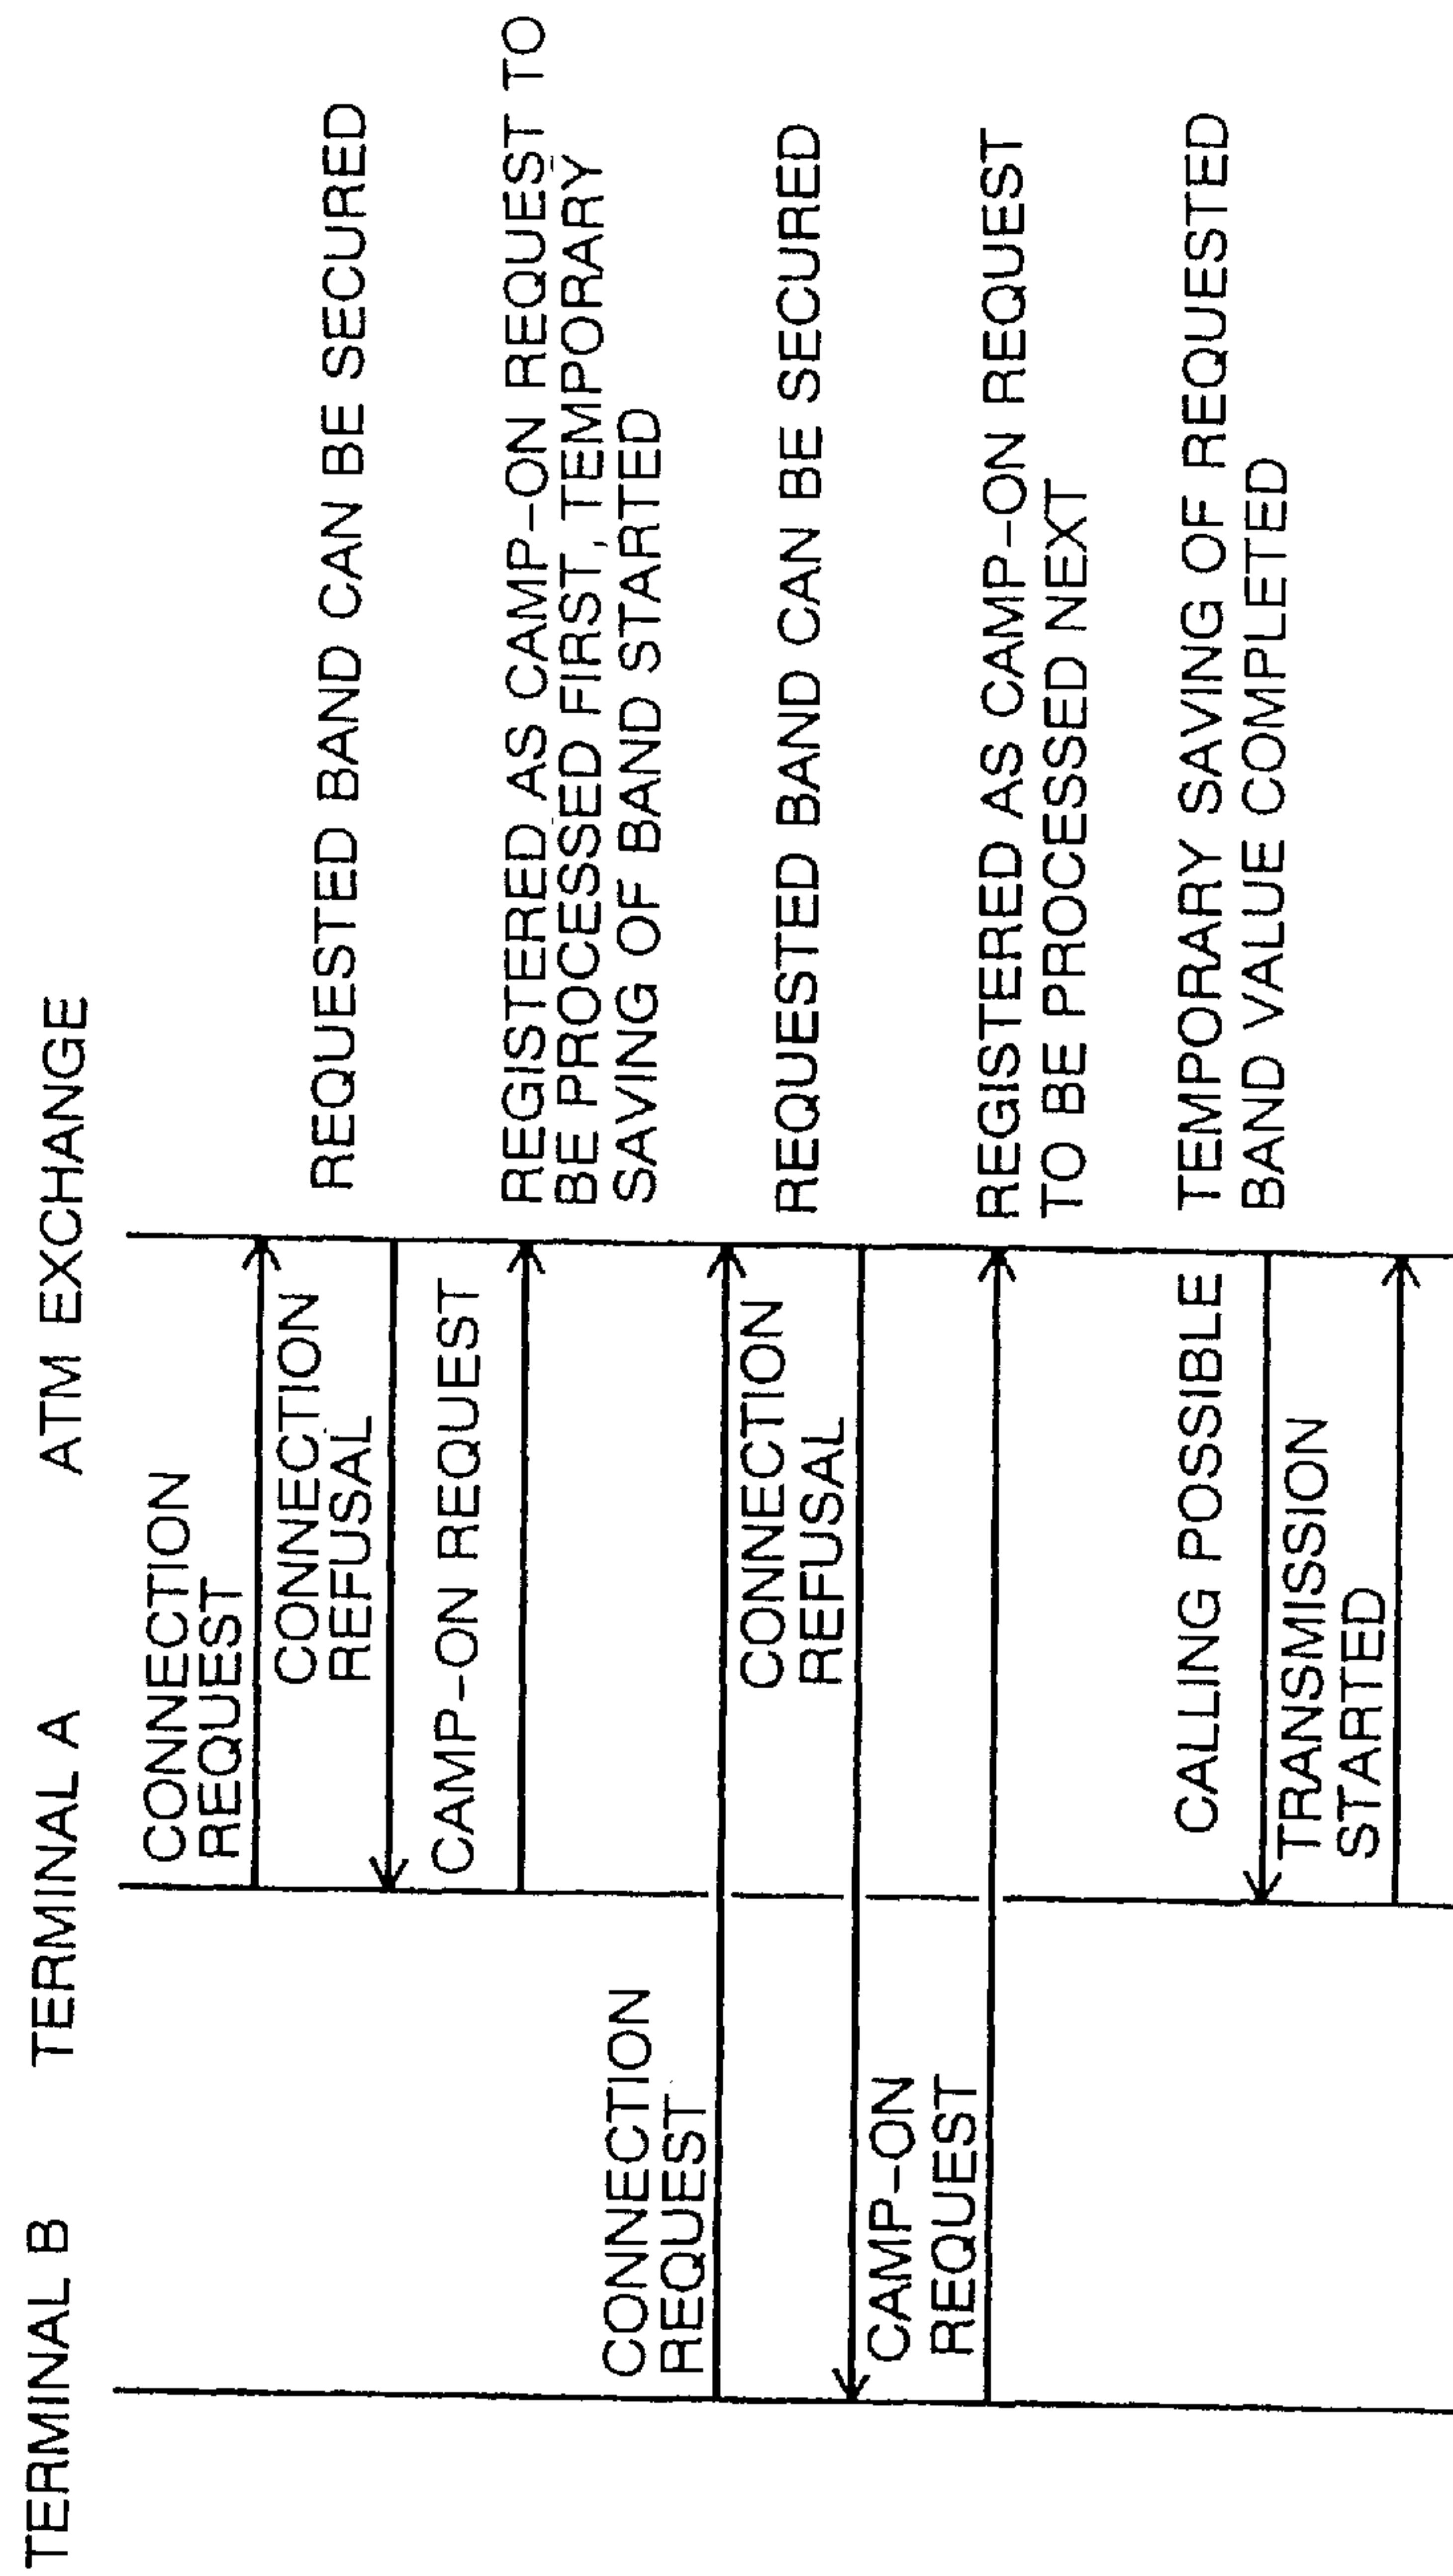 TERMINAL B
TERMINAL A
ATM EXCHANGE
CONNECTION
REQUEST
CONNECTION
REFUSAL
REQUESTED BAND CAN BE SECURED
CAMP-ON REQUEST
REGISTERED AS CAMP-ON REQUEST TO
BE PROCESSED FIRST, TEMPORARY
SAVING OF BAND STARTED
CONNECTION
REQUEST
CONNECTION
REFUSAL
REQUESTED BAND CAN BE SECURED
CAMP-ON
REQUEST
REGISTERED AS CAMP-ON REQUEST
TO BE PROCESSED NEXT
CALLING POSSIBLE
TEMPORARY SAVING OF REQUESTED
BAND VALUE COMPLETED
TRANSMISSION
STARTED